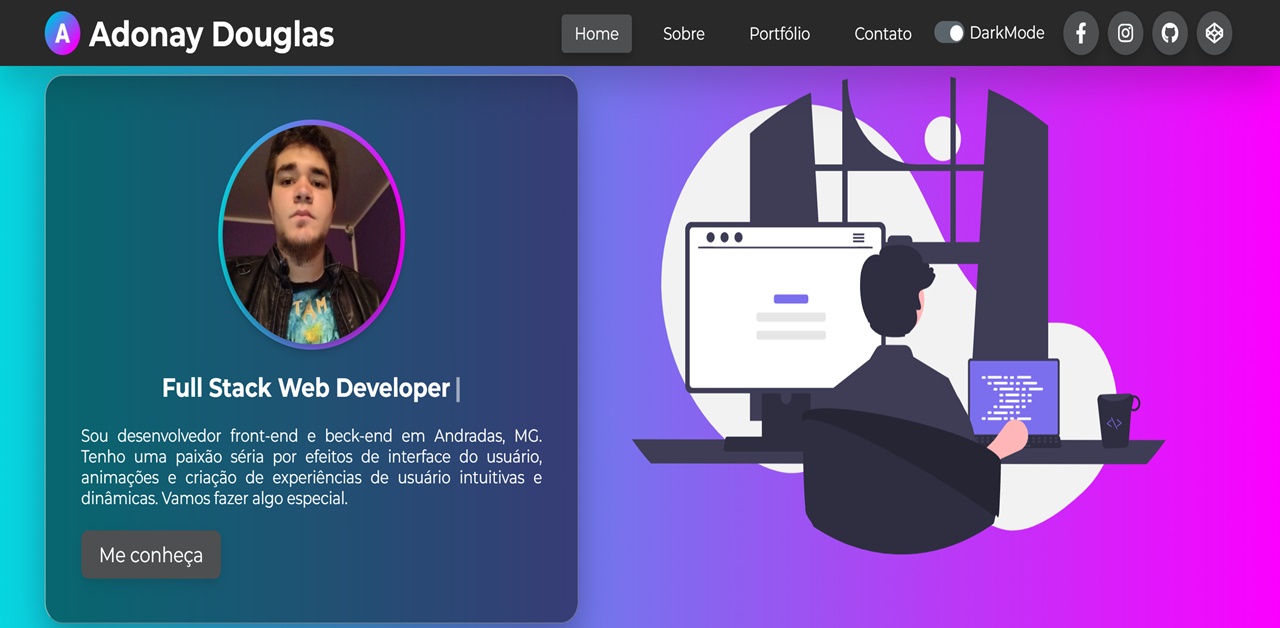 A Adonay Douglas
Home Sobre Portfólio Contato DarkMode
TAM
Full Stack Web Developer |
Sou desenvolvedor front-end e beck-end em Andradas, MG.
Tenho uma paixão séria por efeitos de interface do usuário,
animações e criação de experiências de usuário intuitivas e
dinâmicas. Vamos fazer algo especial.
Me conheça